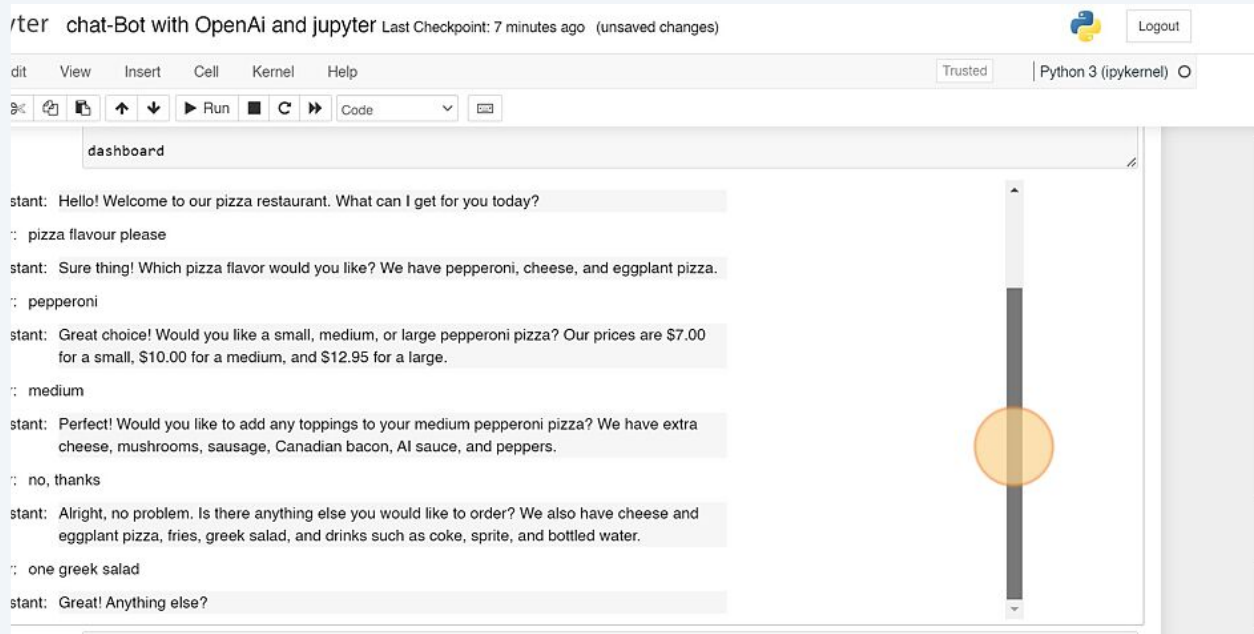 yter chat-Bot with OpenAi and jupyter Last Checkpoint: 7 minutes ago (unsaved changes)
Logout
dit View Insert Cell Kernel Help
Trusted
Python 3 (ipykernel)
Run
Code
dashboard
stant: Hello! Welcome to our pizza restaurant. What can I get for you today?
r: pizza flavour please
stant: Sure thing! Which pizza flavor would you like? We have pepperoni, cheese, and eggplant pizza.
r: pepperoni
stant: Great choice! Would you like a small, medium, or large pepperoni pizza? Our prices are $7.00
for a small, $10.00 for a medium, and $12.95 for a large.
r: medium
stant: Perfect! Would you like to add any toppings to your medium pepperoni pizza? We have extra
cheese, mushrooms, sausage, Canadian bacon, AI sauce, and peppers.
r: no, thanks
stant: Alright, no problem. Is there anything else you would like to order? We also have cheese and
eggplant pizza, fries, greek salad, and drinks such as coke, sprite, and bottled water.
r: one greek salad
stant: Great! Anything else?